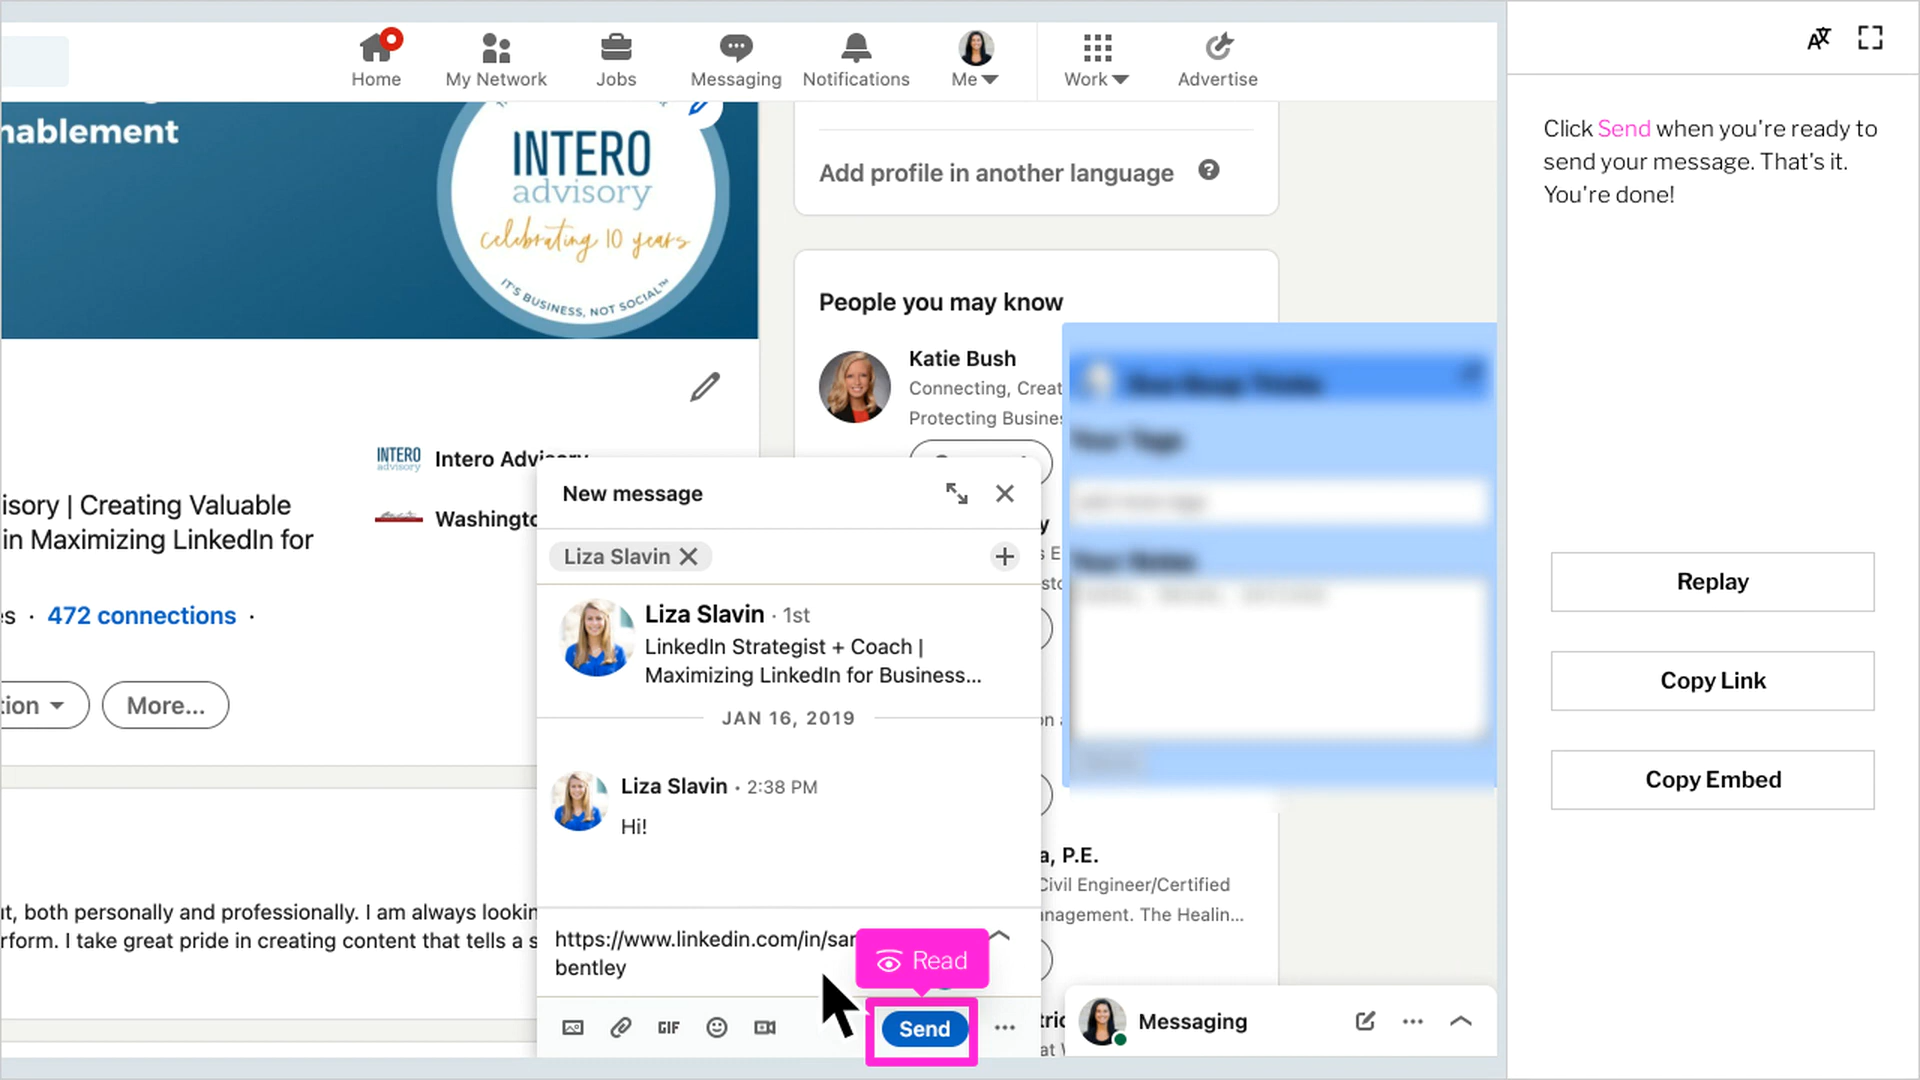 Home
My Network
Jobs
Messaging
Notifications
Me
Work
Advertise
nablement
INTERO
advisory
celebrating 10 years
IT'S BUSINESS, NOT SOCIAL™
Add profile in another language
?
People you may know
Katie Bush
Connecting, Creat
Protecting Busine
INTERO
advisory
Intero Advisory
Washingto
isory | Creating Valuable
in Maximizing LinkedIn for
s · 472 connections ·
tion
More...
New message
Liza Slavin
Liza Slavin · 1st
LinkedIn Strategist + Coach |
Maximizing LinkedIn for Business...
JAN 16, 2019
Liza Slavin • 2:38 PM
Hi!
https://www.linkedin.com/in/sar
bentley
Read
GIF
Send
...
a, P.E.
Civil Engineer/Certified
nagement. The Healin...
t, both personally and professionally. I am always lookin
rform. I take great pride in creating content that tells a s
Messaging
Click Send when you're ready to
send your message. That's it.
You're done!
Replay
Copy Link
Copy Embed